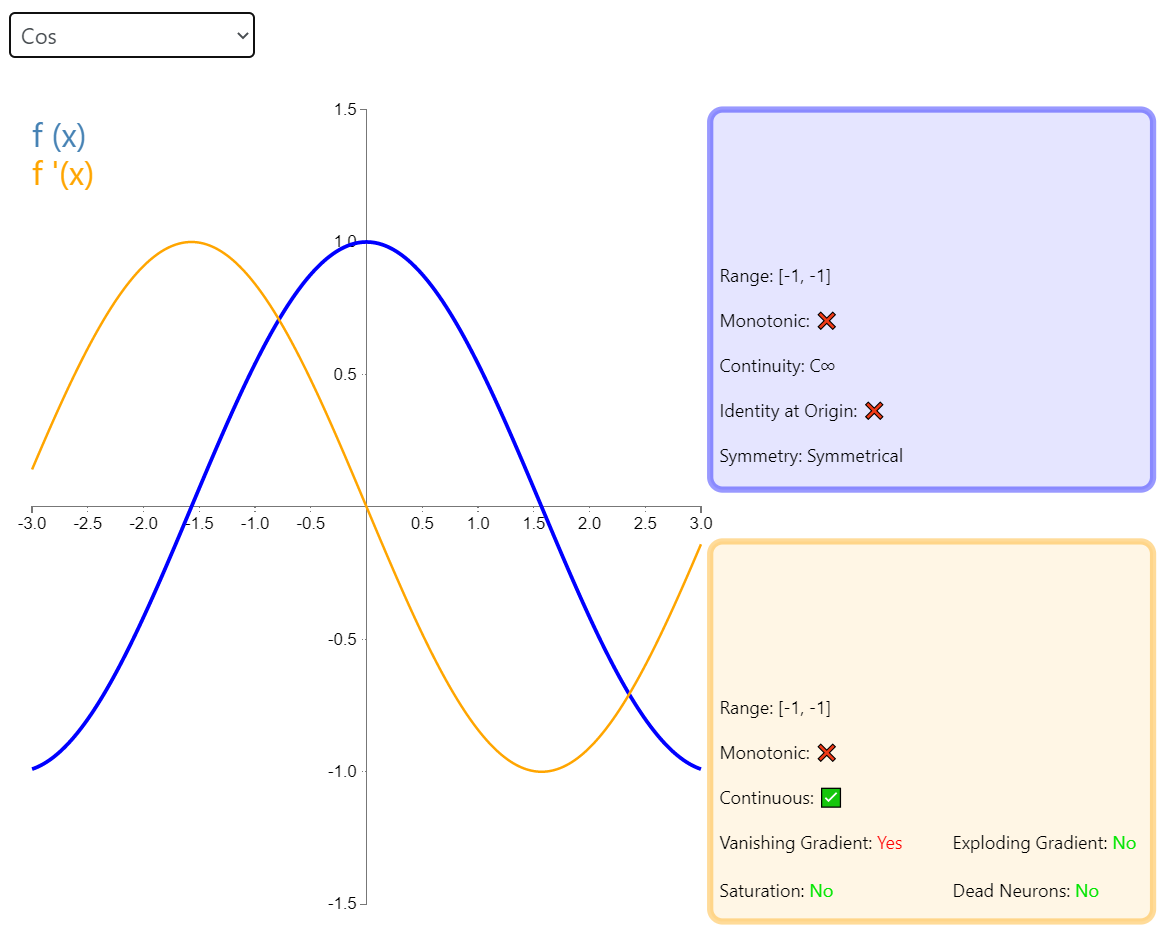 Cos
f (x)
f '(x)
1.5
1.0
0.5
-3.0 -2.5 -2.0 -1.5 -1.0 -0.5 0.5 1.0 1.5 2.0 2.5 3.0
-0.5
-1.0
-1.5
Range: [-1, -1]
Monotonic: ❌
Continuity: C∞
Identity at Origin: ❌
Symmetry: Symmetrical
Range: [-1, -1]
Monotonic: ❌
Continuous: ✅
Vanishing Gradient: Yes Exploding Gradient: No
Saturation: No Dead Neurons: No